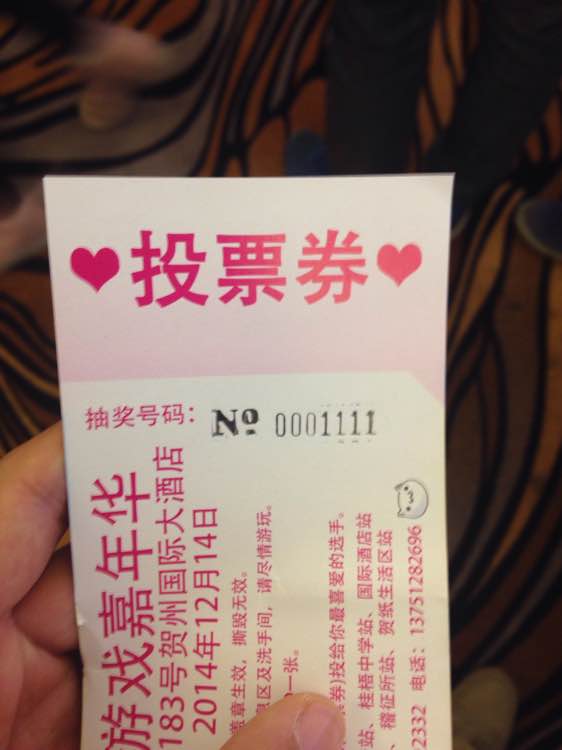 投票券
抽奖号码: № 0001111
游戏嘉年华
183号贺州国际大酒店
2014年12月14日
盖章生效，撕毁无效。
息区及洗手间，请尽情游玩。
一张。
券)投给你最喜爱的选手。
站、桂梧中学站、国际酒店站
、稽征所站、贺纸生活区站
2332 电话：13751282696